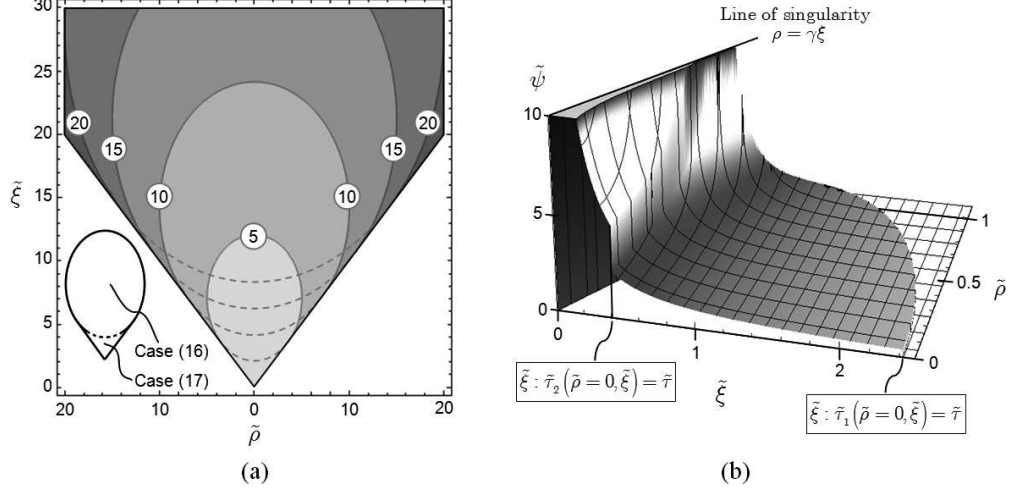 30
25
20
15
10
5
0
ξ̃
20
15
10
5
10
15
20
Case (16)
Case (17)
20 10 0 10 20
ρ̃
(a)
Line of singularity
ρ = γξ
ψ̃
10
5
0
0
1
2
ξ̃
0
0.5
1
ρ̃
ξ̃ : τ̃₂(ρ̃ = 0, ξ̃) = τ̃
ξ̃ : τ̃₁(ρ̃ = 0, ξ̃) = τ̃
(b)